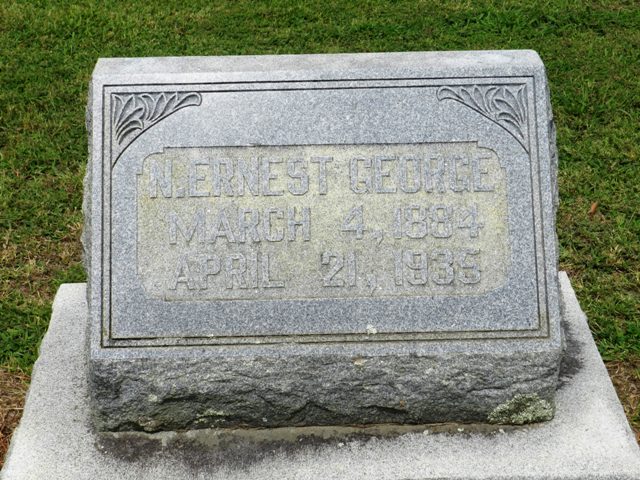 N. ERNEST GEORGE
MARCH 4, 1884
APRIL 21, 1935